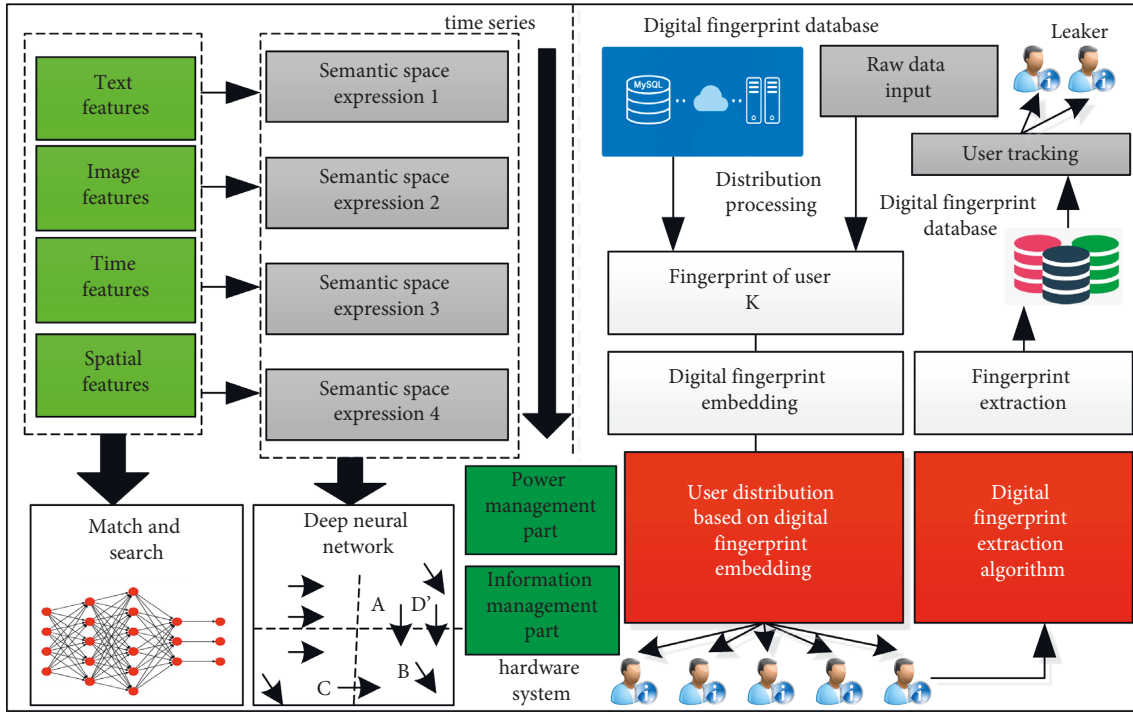 time series
Text
features
Semantic space
expression 1
Image
features
Semantic space
expression 2
Time
features
Semantic space
expression 3
Spatial
features
Semantic space
expression 4
Match and
search
Deep neural
network
A
D’
B
C
Digital fingerprint database
MySQL
Raw data
input
Leaker
User tracking
Distribution
processing
Digital fingerprint
database
Fingerprint of user
K
Digital fingerprint
embedding
Fingerprint
extraction
Power
management
part
Information
management
part
hardware
system
User distribution
based on digital
fingerprint
embedding
Digital
fingerprint
extraction
algorithm
i
i
i
i
i
i
i